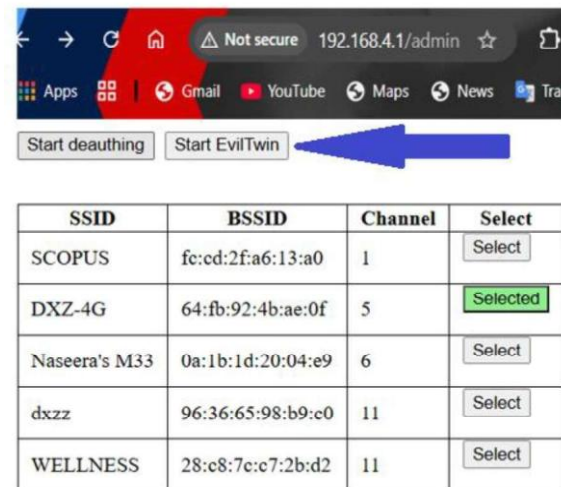 Not secure 192.168.4.1/admin
Apps Gmail YouTube Maps News Tra
Start deauthing Start EvilTwin
SSID BSSID Channel Select
SCOPUS fc:cd:2f:a6:13:a0 1 Select
DXZ-4G 64:fb:92:4b:ae:0f 5 Selected
Naseera's M33 0a:1b:1d:20:04:e9 6 Select
dxzz 96:36:65:98:b9:c0 11 Select
WELLNESS 28:c8:7c:c7:2b:d2 11 Select